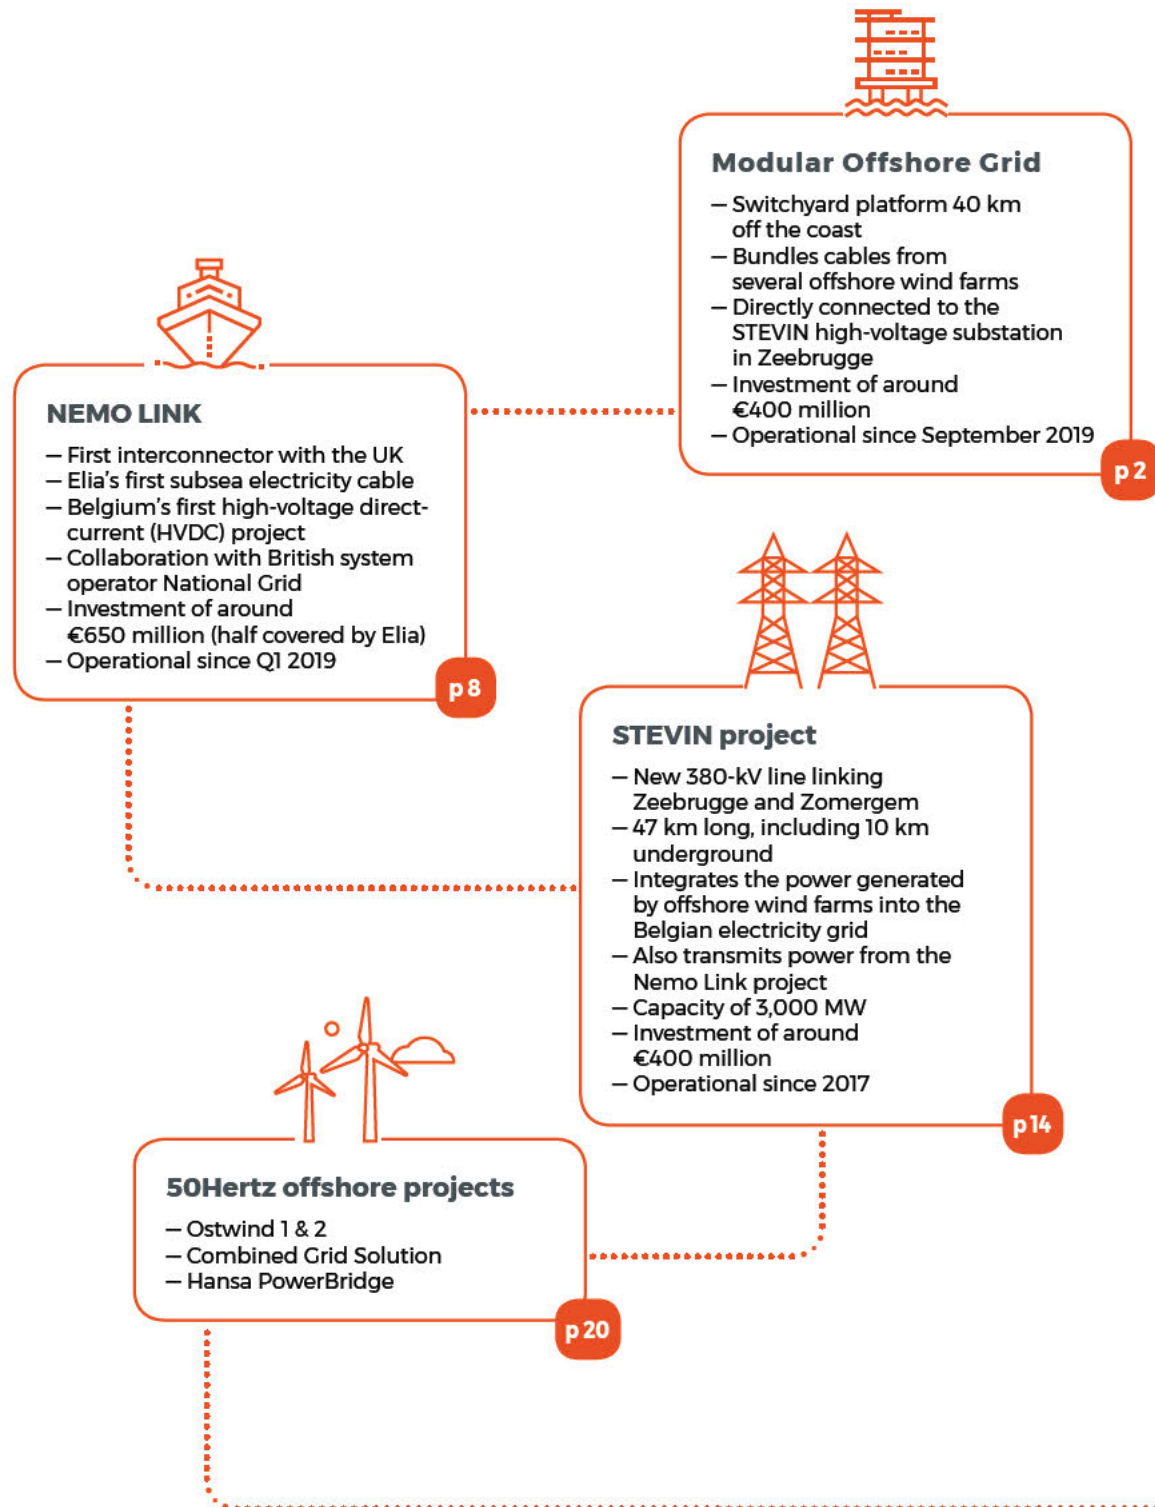 Modular Offshore Grid
— Switchyard platform 40 km
off the coast
— Bundles cables from
several offshore wind farms
— Directly connected to the
STEVIN high-voltage substation
in Zeebrugge
— Investment of around
€400 million
— Operational since September 2019
p 2
NEMO LINK
— First interconnector with the UK
— Elia’s first subsea electricity cable
— Belgium’s first high-voltage direct-
current (HVDC) project
— Collaboration with British system
operator National Grid
— Investment of around
€650 million (half covered by Elia)
— Operational since Q1 2019
p 8
STEVIN project
— New 380-kV line linking
Zeebrugge and Zomergem
— 47 km long, including 10 km
underground
— Integrates the power generated
by offshore wind farms into the
Belgian electricity grid
— Also transmits power from the
Nemo Link project
— Capacity of 3,000 MW
— Investment of around
€400 million
— Operational since 2017
p 14
50Hertz offshore projects
— Ostwind 1 & 2
— Combined Grid Solution
— Hansa PowerBridge
p 20